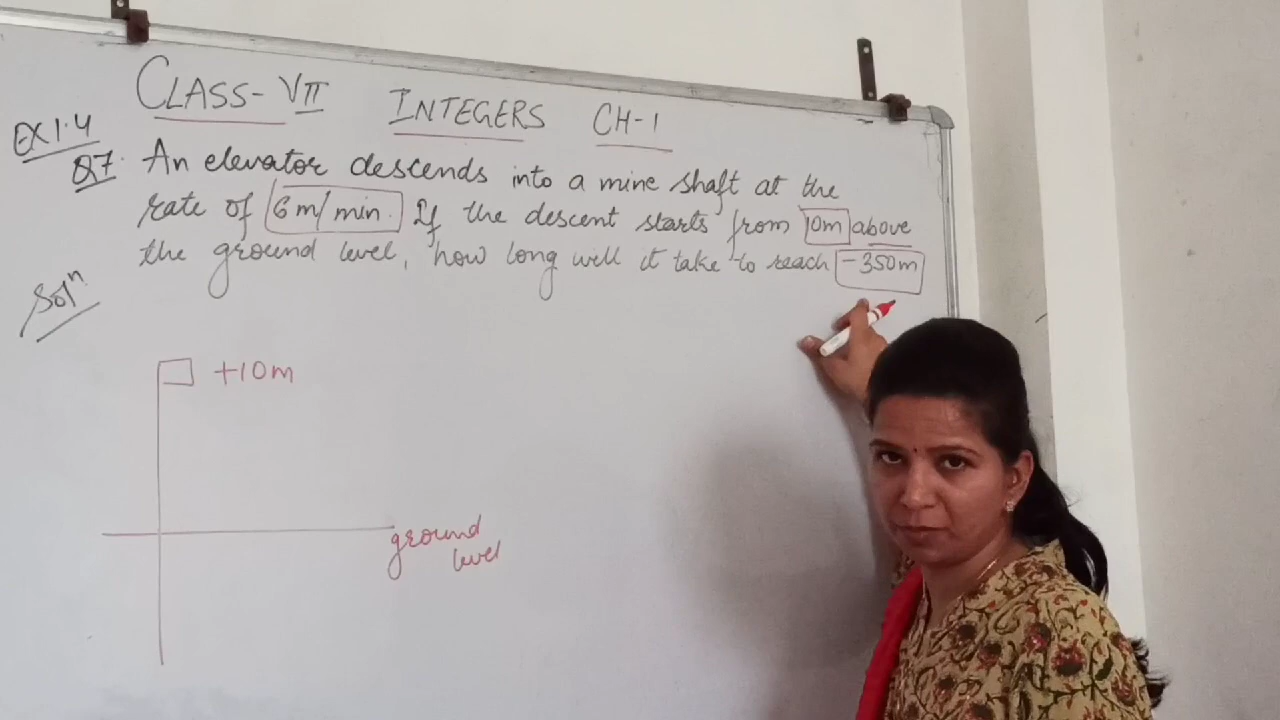 CLASS-VII INTEGERS CH-1
EX 1.4
Q7. An elevator descends into a mine shaft at the
rate of 6 m/min. If the descent starts from 10m above
the ground level, how long will it take to reach -350m
Solⁿ
+10m
ground
level